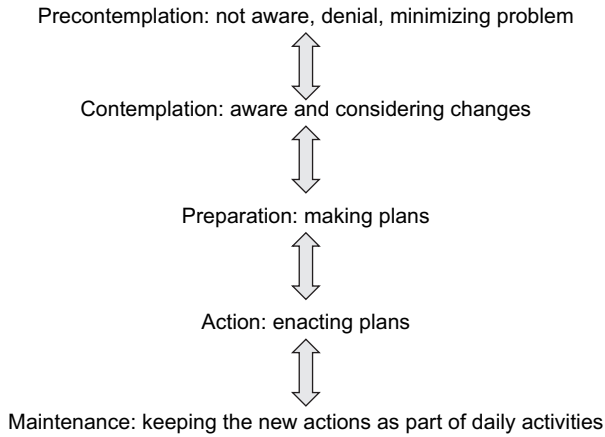 Precontemplation: not aware, denial, minimizing problem
Contemplation: aware and considering changes
Preparation: making plans
Action: enacting plans
Maintenance: keeping the new actions as part of daily activities